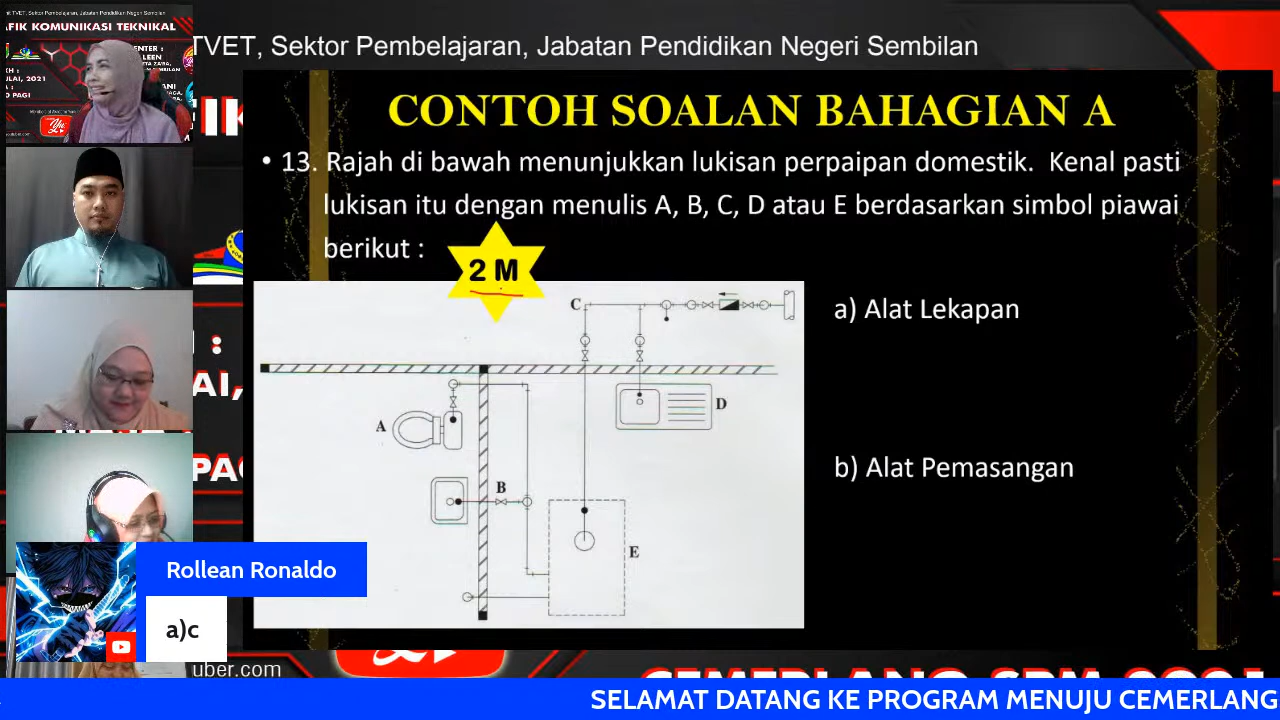 TVET, Sektor Pembelajaran, Jabatan Pendidikan Negeri Sembilan
AFIK KOMUNIKASI TEKNIKAL
CONTOH SOALAN BAHAGIAN A
• 13. Rajah di bawah menunjukkan lukisan perpaipan domestik. Kenal pasti
lukisan itu dengan menulis A, B, C, D atau E berdasarkan simbol piawai
berikut :
2 M
C
a) Alat Lekapan
D
A
B
b) Alat Pemasangan
E
Rollean Ronaldo
a)c
uber.com
SELAMAT DATANG KE PROGRAM MENUJU CEMERLANG